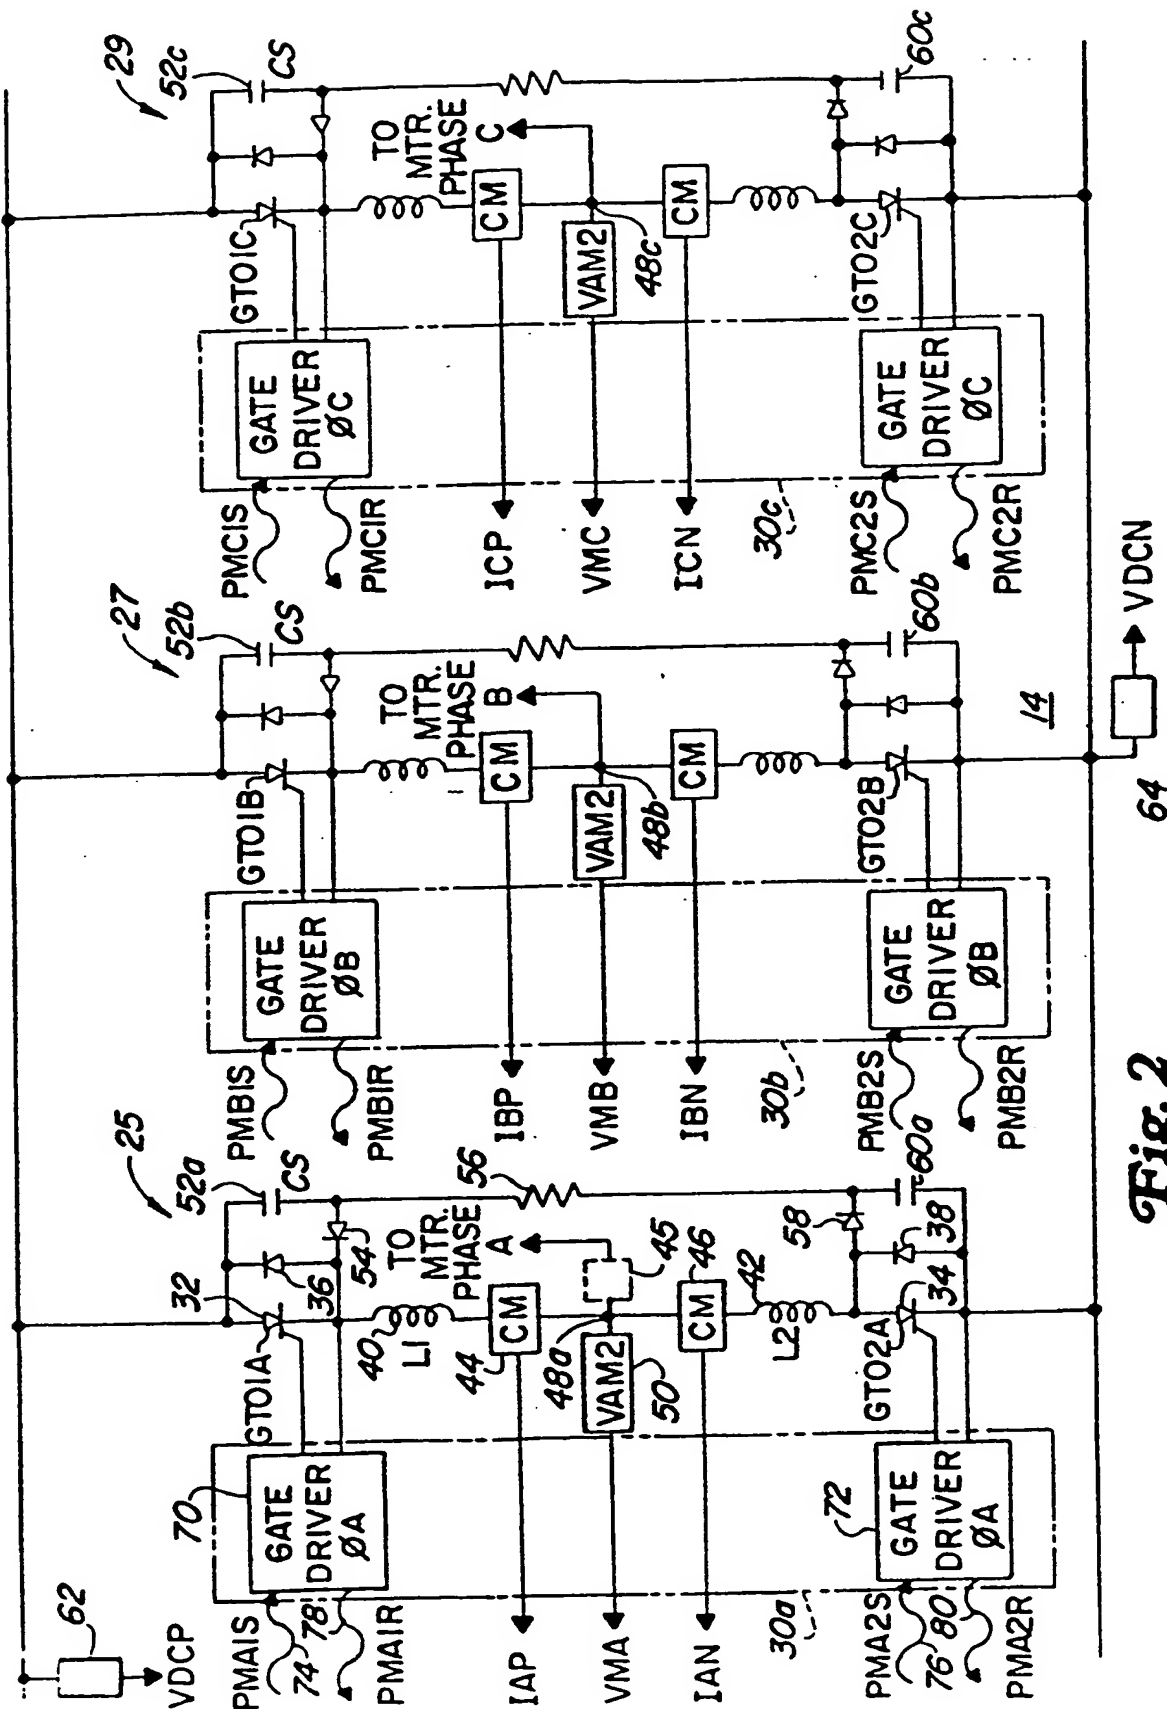 62
VDCP
70
PMA1S
74
78
PMA1R
GATE
DRIVER
ØA
GTO1A
32
36
52a
CS
25
54
40
L1
TO
MTR.
PHASE
A
44
CM
IAP
48a
VAM2
50
VMA
45
46
CM
IAN
56
42
L2
58
60a
38
34
GTO2A
72
GATE
DRIVER
ØA
30a
PMA2S
76
80
PMA2R
27
52b
CS
GTO1B
GATE
DRIVER
ØB
PMB1S
PMB1R
TO
MTR.
PHASE
B
CM
IBP
VAM2
48b
VMB
CM
IBN
GTO2B
60b
GATE
DRIVER
ØB
30b
PMB2S
PMB2R
29
52c
CS
GTO1C
GATE
DRIVER
ØC
PMC1S
PMC1R
TO
MTR.
PHASE
C
CM
ICP
VAM2
48c
VMC
CM
ICN
GTO2C
60c
GATE
DRIVER
ØC
30c
PMC2S
PMC2R
14
64
VDCN
Fig. 2